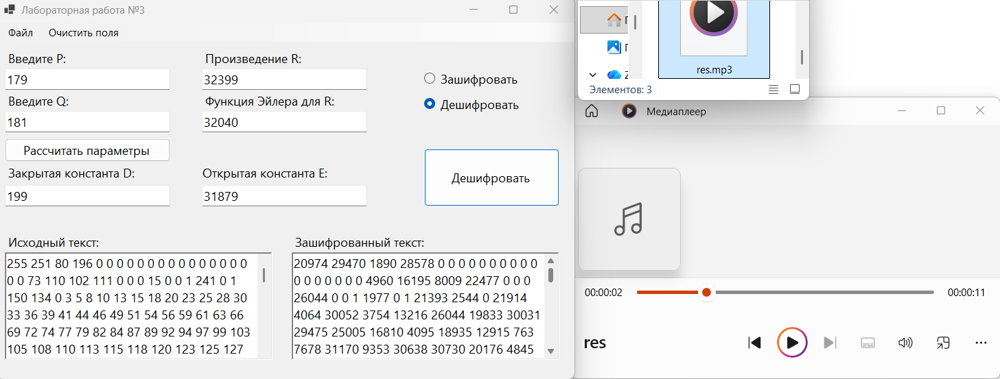 Лабораторная работа №3
Файл Очистить поля
Введите P:
179
Произведение R:
32399
Введите Q:
181
Функция Эйлера для R:
32040
Зашифровать
Дешифровать
Рассчитать параметры
Закрытая константа D:
199
Открытая константа E:
31879
Дешифровать
Исходный текст:
255 251 80 196 0 0 0 0 0 0 0 0 0 0 0 0 0 0
0 0 73 110 102 111 0 0 0 15 0 0 1 241 0 1
150 134 0 3 5 8 10 13 15 18 20 23 25 28 30
33 36 39 41 44 46 49 51 54 56 59 61 63 66
69 72 74 77 79 82 84 87 89 92 94 97 99 103
105 108 110 113 115 118 120 123 125 127
Зашифрованный текст:
20974 29470 1890 28578 0 0 0 0 0 0 0 0 0 0
0 0 0 0 0 0 4960 16195 8009 22477 0 0 0
26044 0 0 1 1977 0 1 21393 2544 0 21914
4064 30052 3754 13216 26044 19833 30031
29475 25005 16810 4095 18935 12915 763
7678 31170 9353 30638 30730 20176 4845
res.mp3
Элементов: 3
Медиаплеер
00:00:02
00:00:11
res